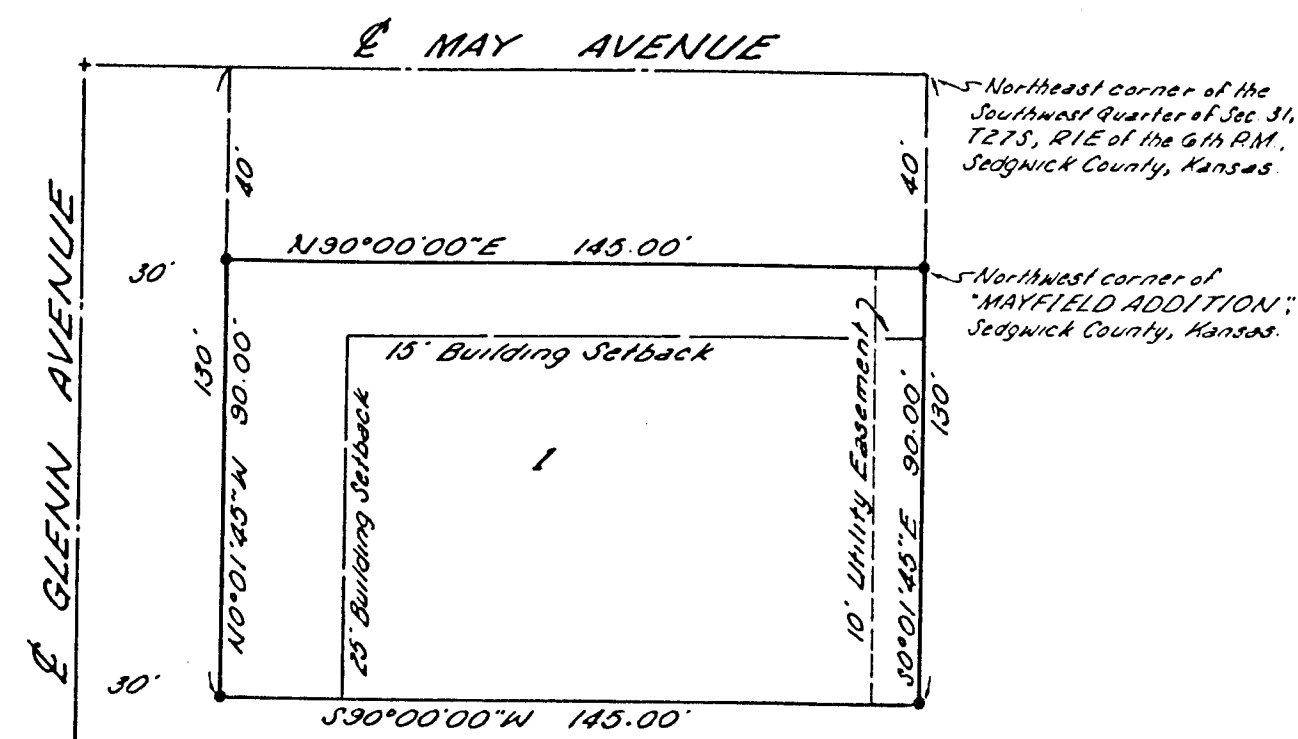 ℄ MAY AVENUE
Northeast corner of the
Southwest Quarter of Sec. 31,
T27S, R1E of the 6th P.M.,
Sedgwick County, Kansas.
40'
40'
N90°00'00"E 145.00'
30'
Northwest corner of
"MAYFIELD ADDITION",
Sedgwick County, Kansas.
℄ GLENN AVENUE
130'
N0°01'45"W 90.00'
15' Building Setback
25' Building Setback
1
10' Utility Easement
S0°01'45"E 90.00'
130'
30'
S90°00'00"W 145.00'